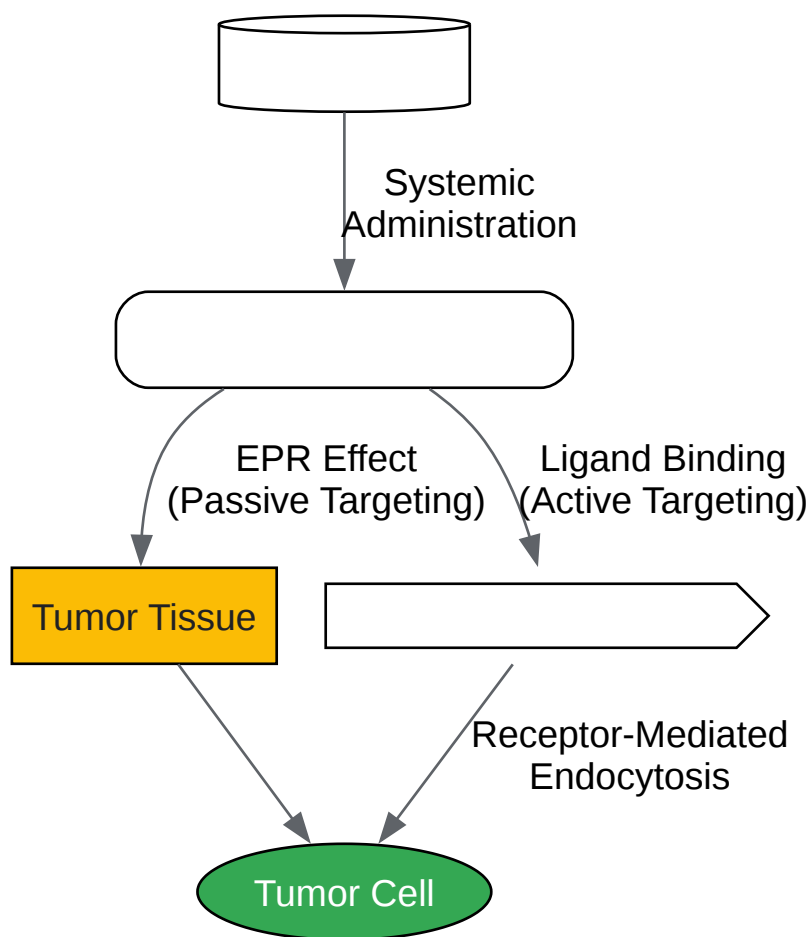 Systemic
Administration
EPR Effect
(Passive Targeting)
Ligand Binding
(Active Targeting)
Tumor Tissue
Receptor-Mediated
Endocytosis
Tumor Cell